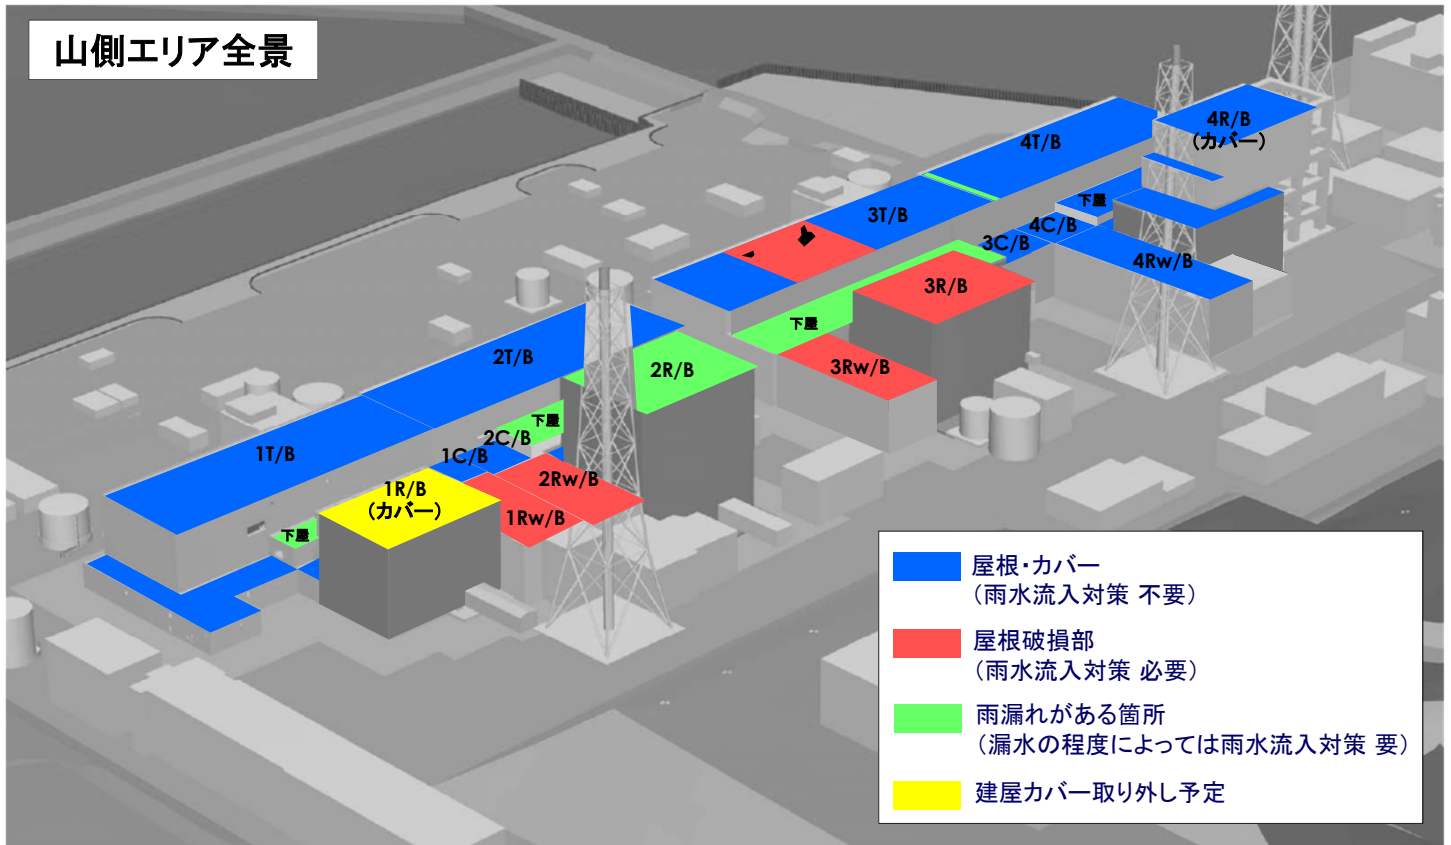 山側エリア全景
4R/B
(カバー)
4T/B
3T/B
下屋
4C/B
3C/B
4Rw/B
3R/B
下屋
3Rw/B
2T/B
2R/B
下屋
2C/B
1T/B
1C/B
2Rw/B
1R/B
(カバー)
1Rw/B
下屋
屋根・カバー
(雨水流入対策 不要)
屋根破損部
(雨水流入対策 必要)
雨漏れがある箇所
(漏水の程度によっては雨水流入対策 要)
建屋カバー取り外し予定